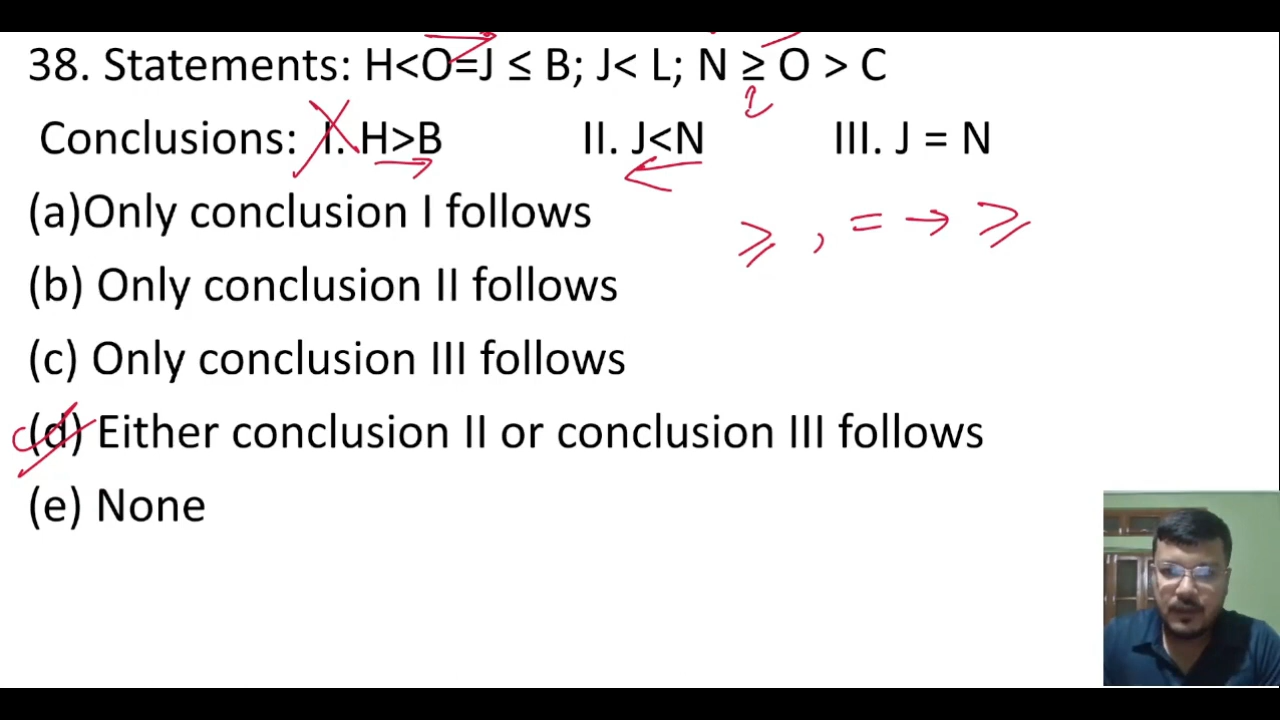 38. Statements: H<O=J ≤ B; J< L; N ≥ O > C
Conclusions: I. H>B II. J<N III. J = N
(a)Only conclusion I follows
≥ , = → ≥
(b) Only conclusion II follows
(c) Only conclusion III follows
(d) Either conclusion II or conclusion III follows
(e) None